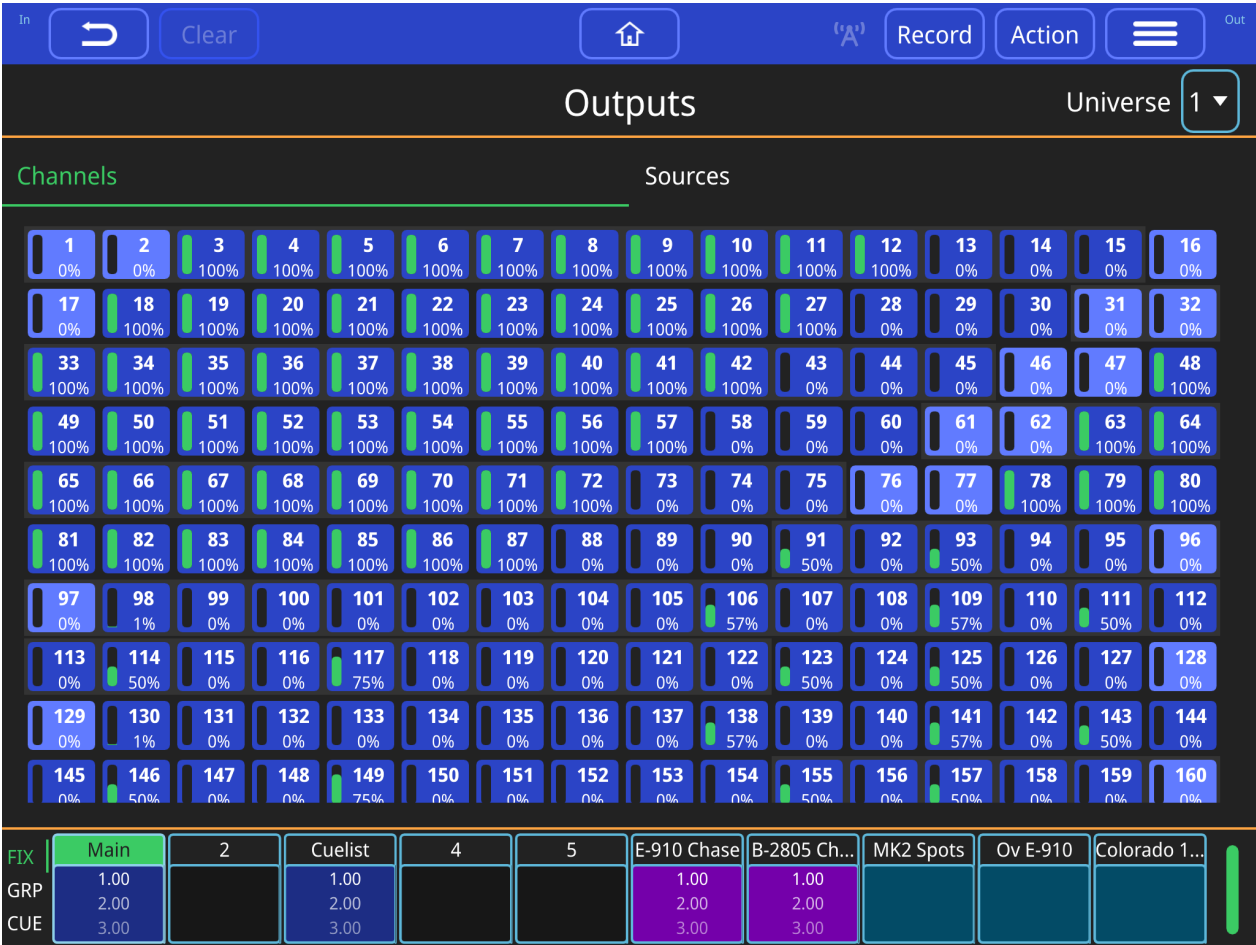 In Clear Record Action Out
Outputs Universe 1
Channels Sources
1 2 3 4 5 6 7 8 9 10 11 12 13 14 15 16
0% 0% 100% 100% 100% 100% 100% 100% 100% 100% 100% 100% 0% 0% 0% 0%
17 18 19 20 21 22 23 24 25 26 27 28 29 30 31 32
0% 100% 100% 100% 100% 100% 100% 100% 100% 100% 100% 0% 0% 0% 0% 0%
33 34 35 36 37 38 39 40 41 42 43 44 45 46 47 48
100% 100% 100% 100% 100% 100% 100% 100% 100% 100% 0% 0% 0% 0% 0% 100%
49 50 51 52 53 54 55 56 57 58 59 60 61 62 63 64
100% 100% 100% 100% 100% 100% 100% 100% 100% 0% 0% 0% 0% 0% 100% 100%
65 66 67 68 69 70 71 72 73 74 75 76 77 78 79 80
100% 100% 100% 100% 100% 100% 100% 100% 0% 0% 0% 0% 0% 100% 100% 100%
81 82 83 84 85 86 87 88 89 90 91 92 93 94 95 96
100% 100% 100% 100% 100% 100% 100% 0% 0% 0% 50% 0% 50% 0% 0% 0%
97 98 99 100 101 102 103 104 105 106 107 108 109 110 111 112
0% 1% 0% 0% 0% 0% 0% 0% 0% 57% 0% 0% 57% 0% 50% 0%
113 114 115 116 117 118 119 120 121 122 123 124 125 126 127 128
0% 50% 0% 0% 75% 0% 0% 0% 0% 0% 50% 0% 50% 0% 0% 0%
129 130 131 132 133 134 135 136 137 138 139 140 141 142 143 144
0% 1% 0% 0% 0% 0% 0% 0% 0% 57% 0% 0% 57% 0% 50% 0%
145 146 147 148 149 150 151 152 153 154 155 156 157 158 159 160
0% 50% 0% 0% 75% 0% 0% 0% 0% 0% 50% 0% 50% 0% 0% 0%
FIX Main 2 Cuelist 4 5 E-910 Chase B-2805 Ch... MK2 Spots Ov E-910 Colorado 1...
GRP 1.00 1.00 1.00 1.00
2.00 2.00 2.00 2.00
CUE 3.00 3.00 3.00 3.00